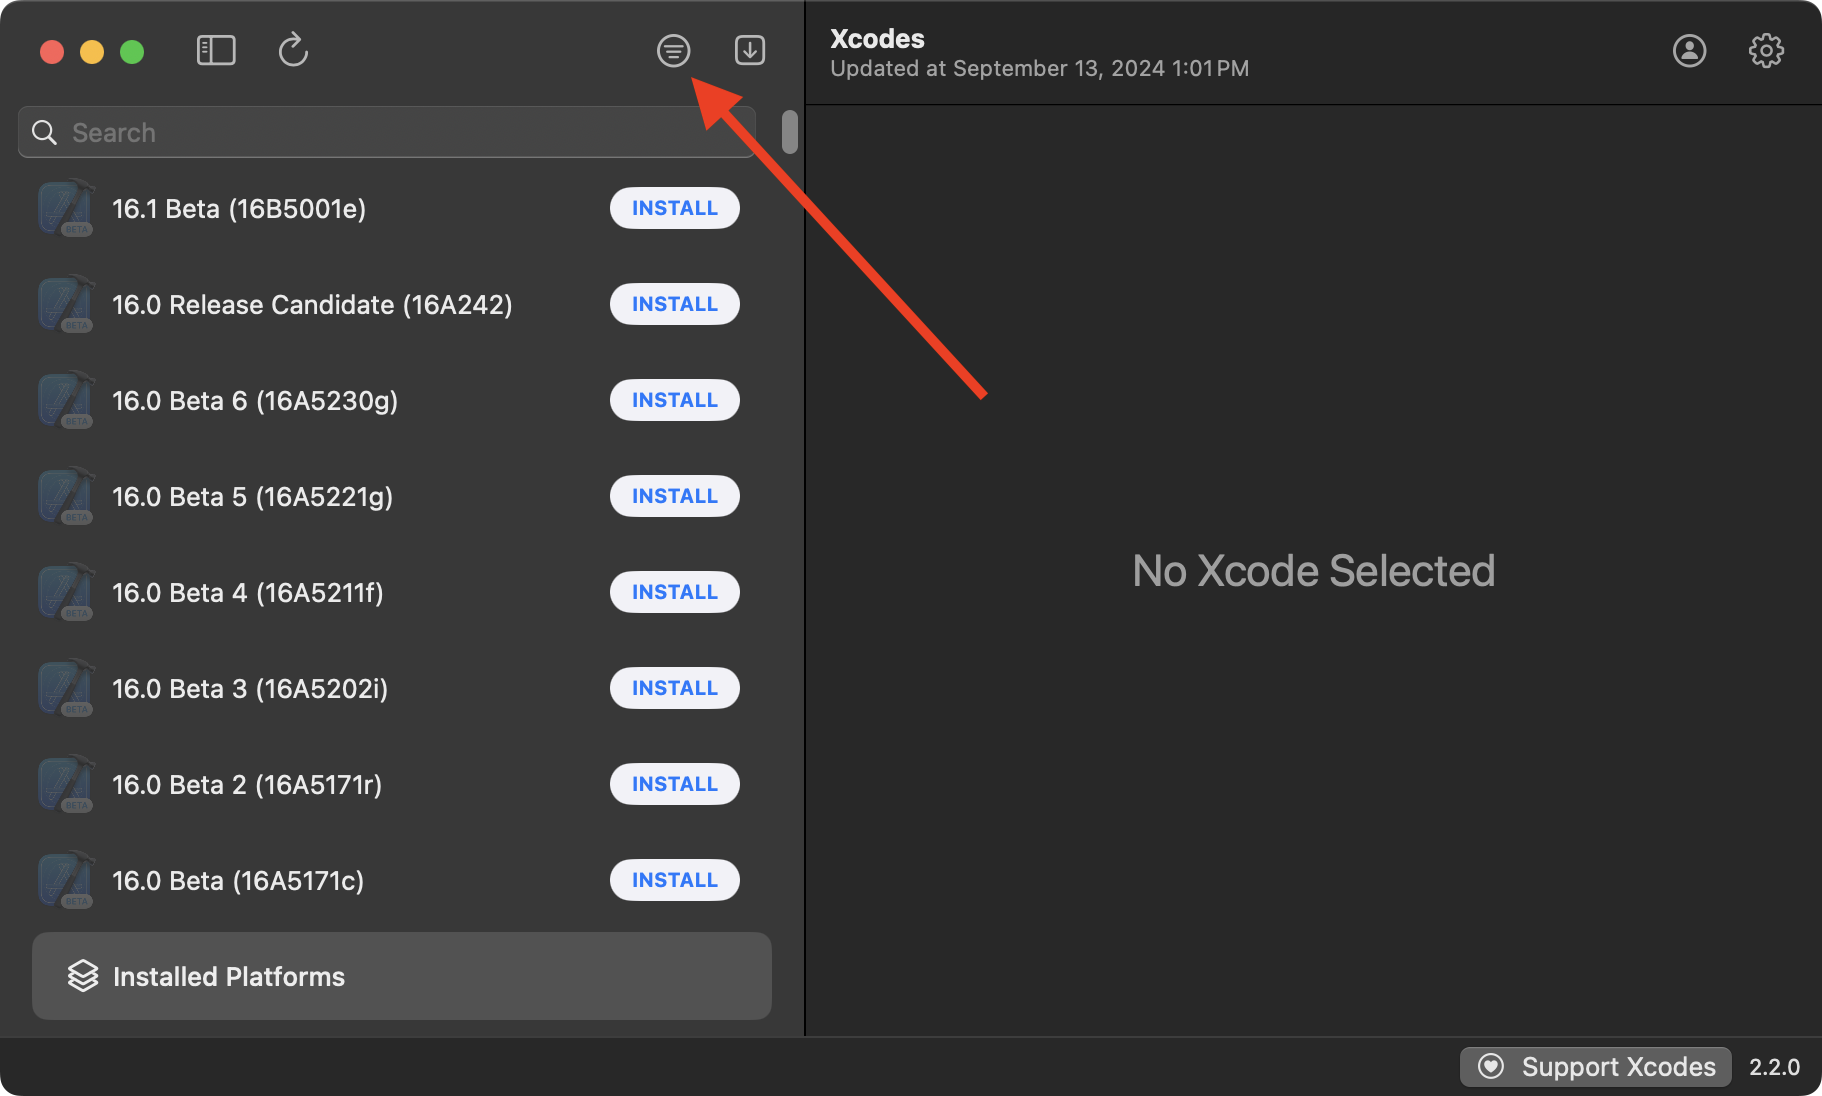 Xcodes
Updated at September 13, 2024 1:01 PM
Search
16.1 Beta (16B5001e)
INSTALL
BETA
16.0 Release Candidate (16A242)
INSTALL
BETA
16.0 Beta 6 (16A5230g)
INSTALL
BETA
16.0 Beta 5 (16A5221g)
INSTALL
BETA
16.0 Beta 4 (16A5211f)
INSTALL
BETA
16.0 Beta 3 (16A5202i)
INSTALL
BETA
16.0 Beta 2 (16A5171r)
INSTALL
BETA
16.0 Beta (16A5171c)
INSTALL
BETA
No Xcode Selected
Installed Platforms
Support Xcodes
2.2.0